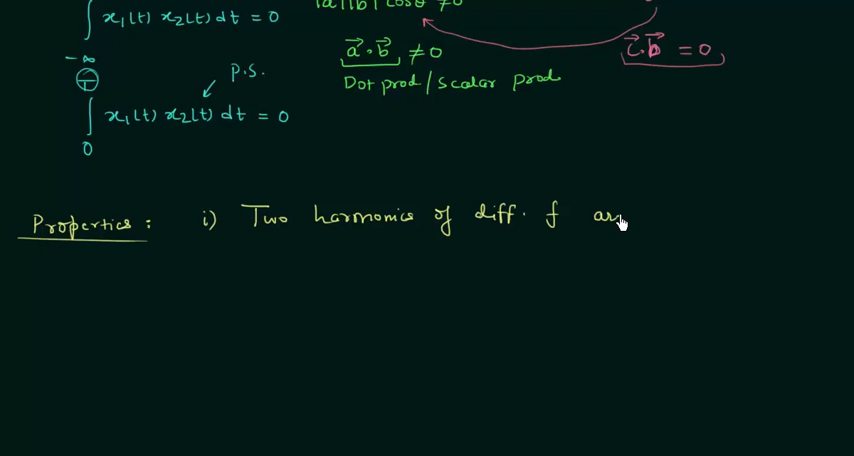 |a||b| cosθ ≠ 0
∫ x₁(t) x₂(t) dt = 0
-∞
a⃗ · b⃗ ≠ 0
c⃗ · b⃗ = 0
Dot prod / scalar prod
P.S.
T
∫ x₁(t) x₂(t) dt = 0
0
Properties : i) Two harmonics of diff. f ar